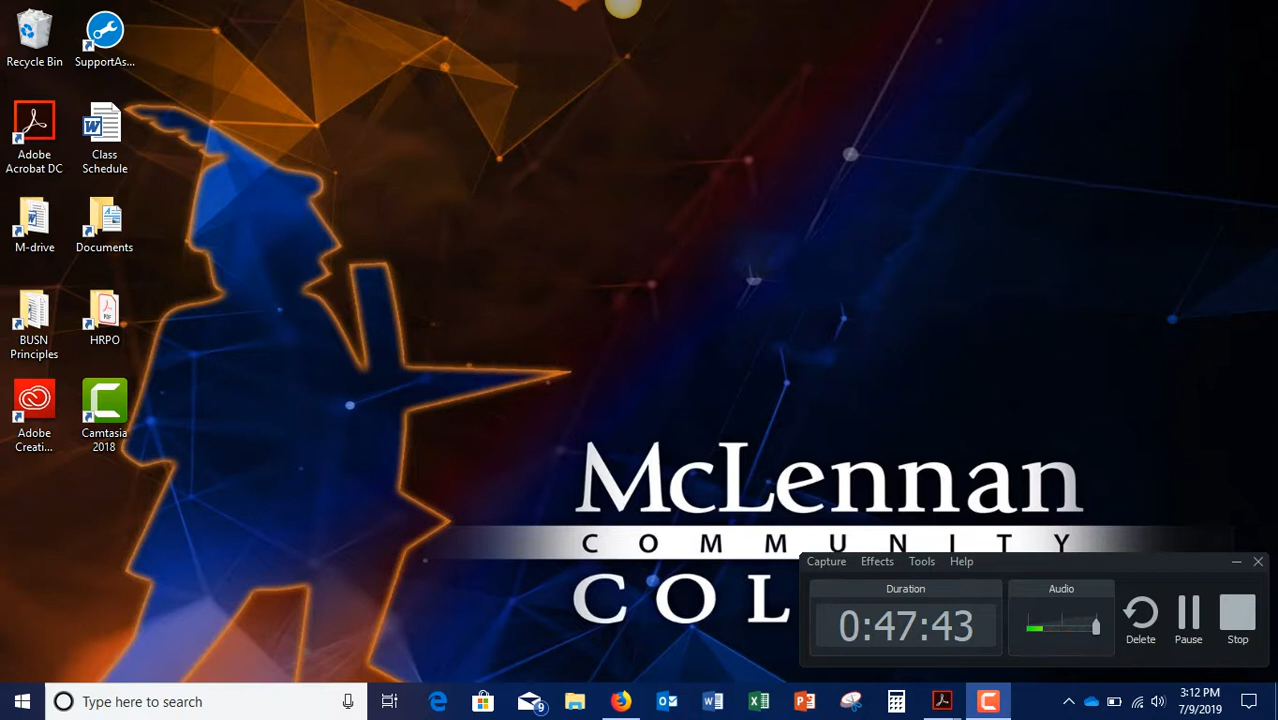 Recycle Bin
SupportAs...
Adobe
Acrobat DC
Class
Schedule
M-drive
Documents
BUSN
Principles
HRPO
Adobe
Creati...
Camtasia
2018
McLennan
COMMUNITY
COL
Capture Effects Tools Help
Duration
0:47:43
Audio
Delete
Pause
Stop
Type here to search
9
3:12 PM
7/9/2019